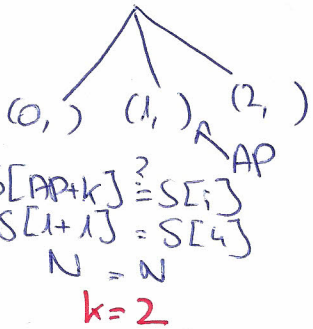 (0, ) (1, ) (2, )
AP
S[AP+k] ?= S[i]
S[1+1] = S[4]
N = N
k=2